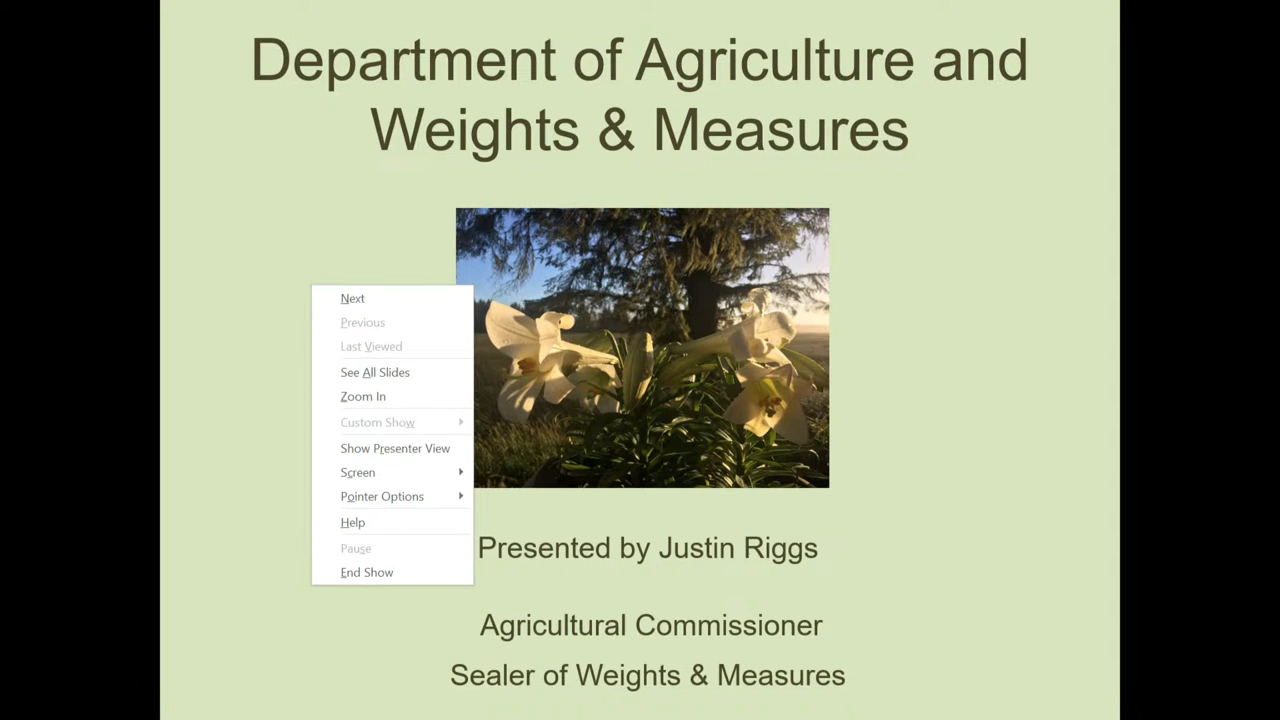 Department of Agriculture and
Weights & Measures
Next
Previous
Last Viewed
See All Slides
Zoom In
Custom Show
Show Presenter View
Screen
Pointer Options
Help
Pause
End Show
Presented by Justin Riggs
Agricultural Commissioner
Sealer of Weights & Measures